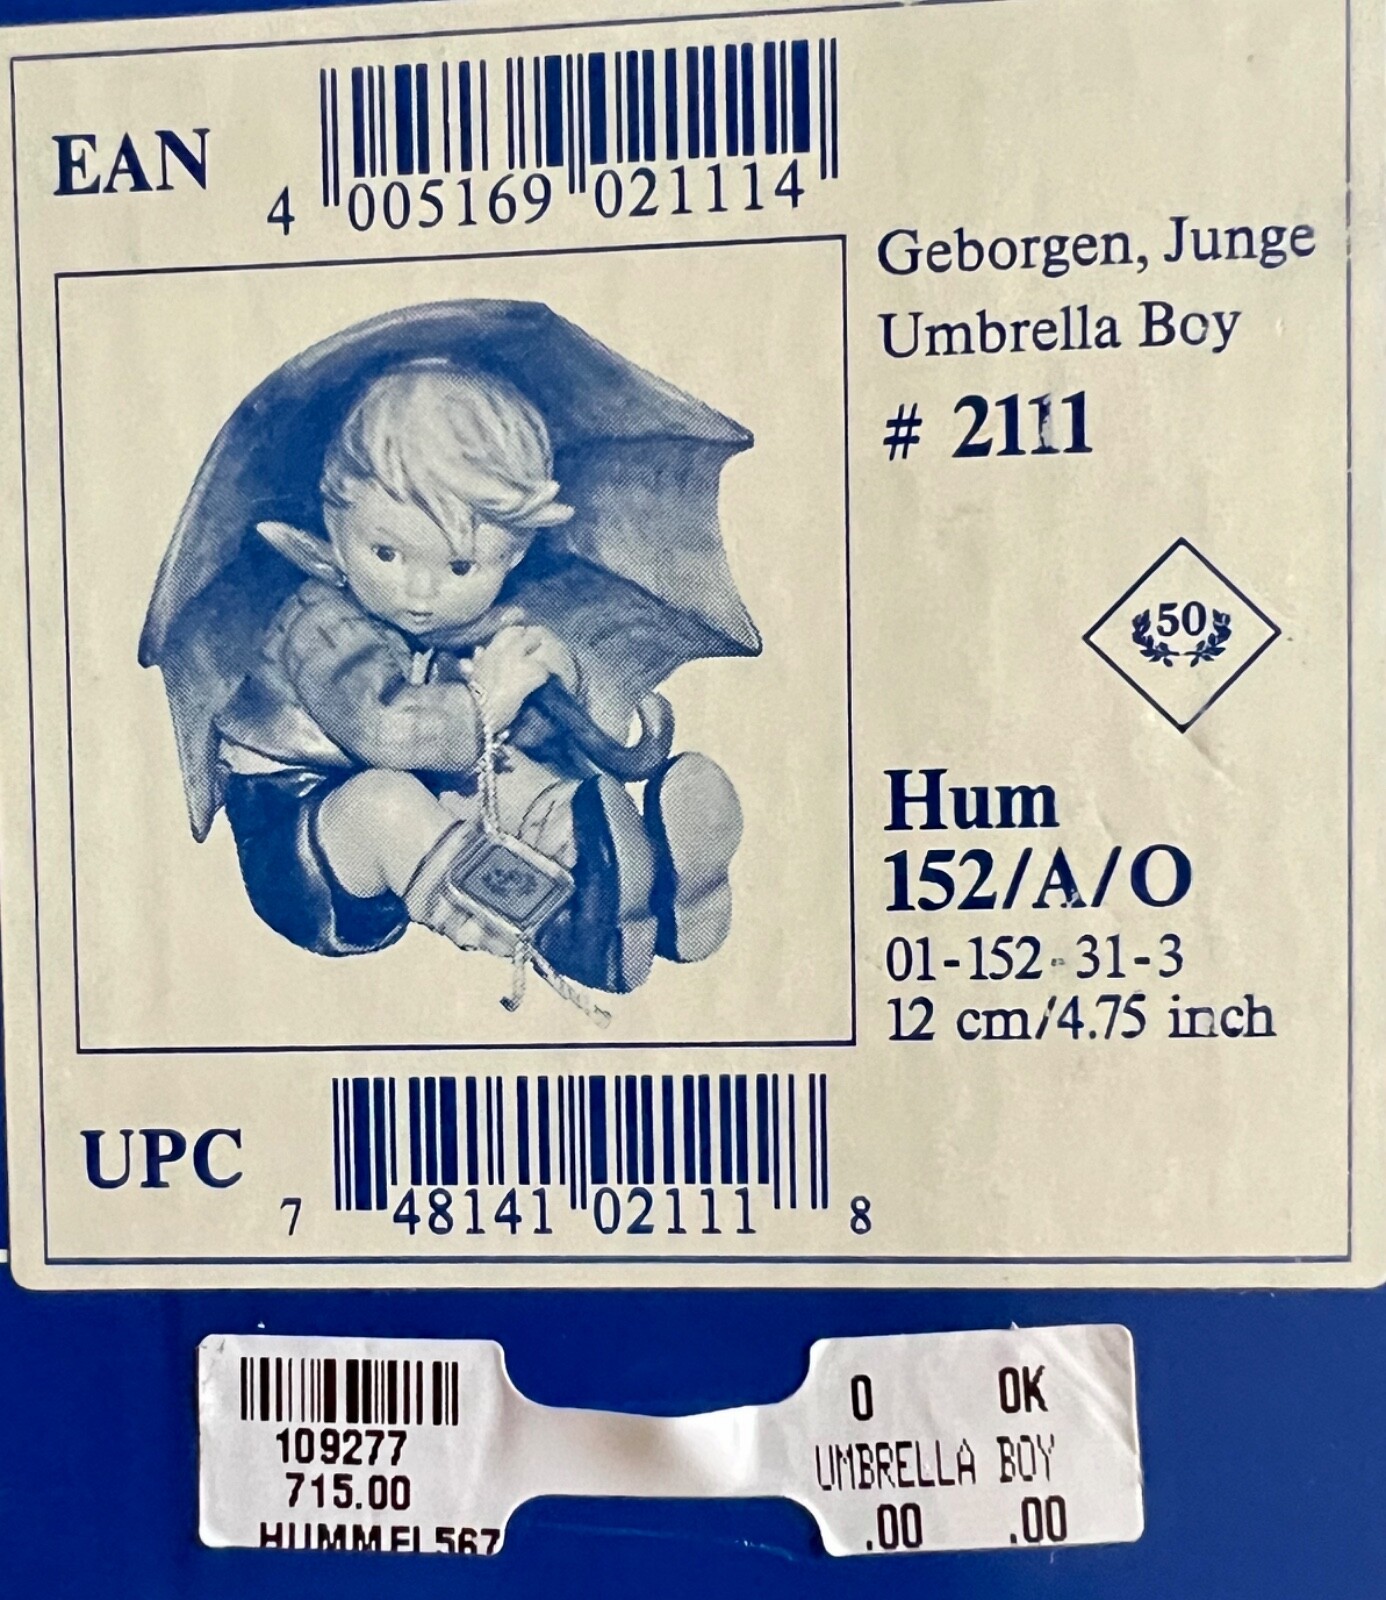 EAN
4 005169 021114
Geborgen, Junge
Umbrella Boy
# 2111
50
Hum
152/A/O
01-152-31-3
12 cm/4.75 inch
UPC
7 48141 02111 8
109277
715.00
HUMMEL567
0 OK
UMBRELLA BOY
.00 .00